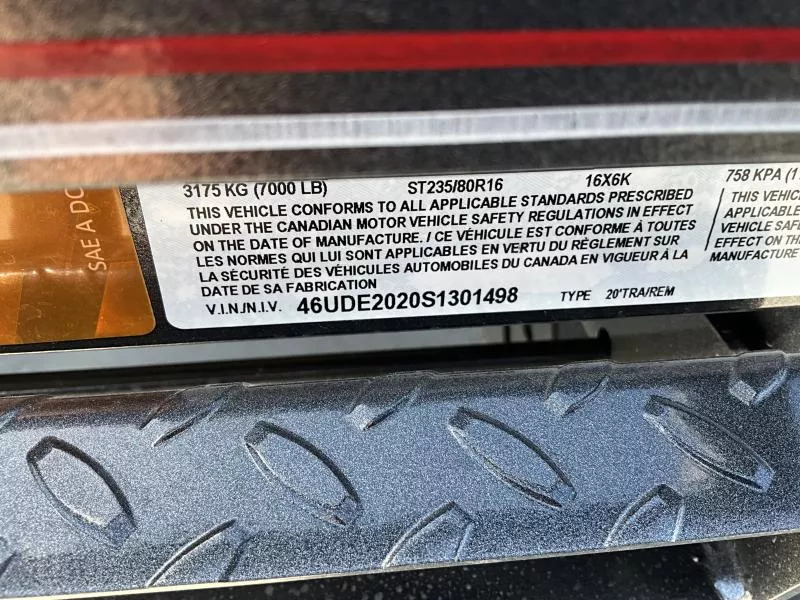 3175 KG (7000 LB) ST235/80R16 16X6K 758 KPA (1
THIS VEHICLE CONFORMS TO ALL APPLICABLE STANDARDS PRESCRIBED
UNDER THE CANADIAN MOTOR VEHICLE SAFETY REGULATIONS IN EFFECT
ON THE DATE OF MANUFACTURE. / CE VÉHICULE EST CONFORME À TOUTES
LES NORMES QUI LUI SONT APPLICABLES EN VERTU DU RÈGLEMENT SUR
LA SÉCURITÉ DES VÉHICULES AUTOMOBILES DU CANADA EN VIGUEUR À LA
DATE DE SA FABRICATION
V.I.N./N.I.V. 46UDE2020S1301498 TYPE 20'TRA/REM
THIS VEHIC
APPLICABLE
VEHICLE SAF
EFFECT ON TH
MANUFACTURE
SAE A DO